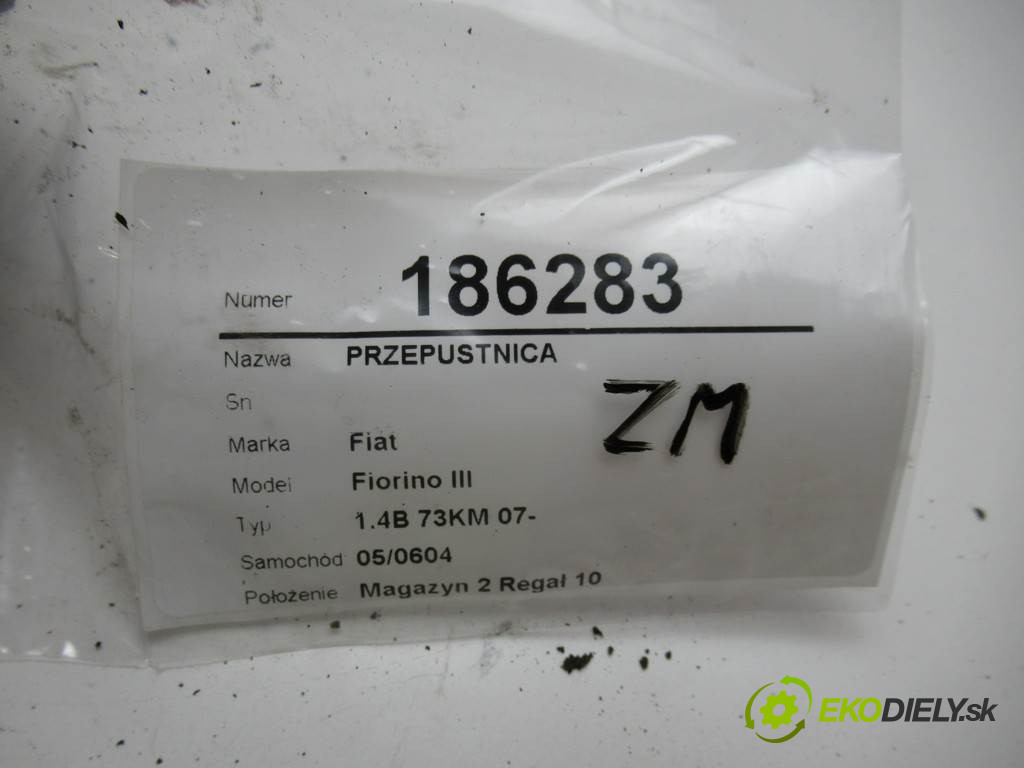 Numer 186283
Nazwa PRZEPUSTNICA
Sn
ZM
Marka Fiat
Model Fiorino III
Typ 1.4B 73KM 07-
Samochód 05/0604
Położenie Magazyn 2 Regał 10
EKODIELY.sk